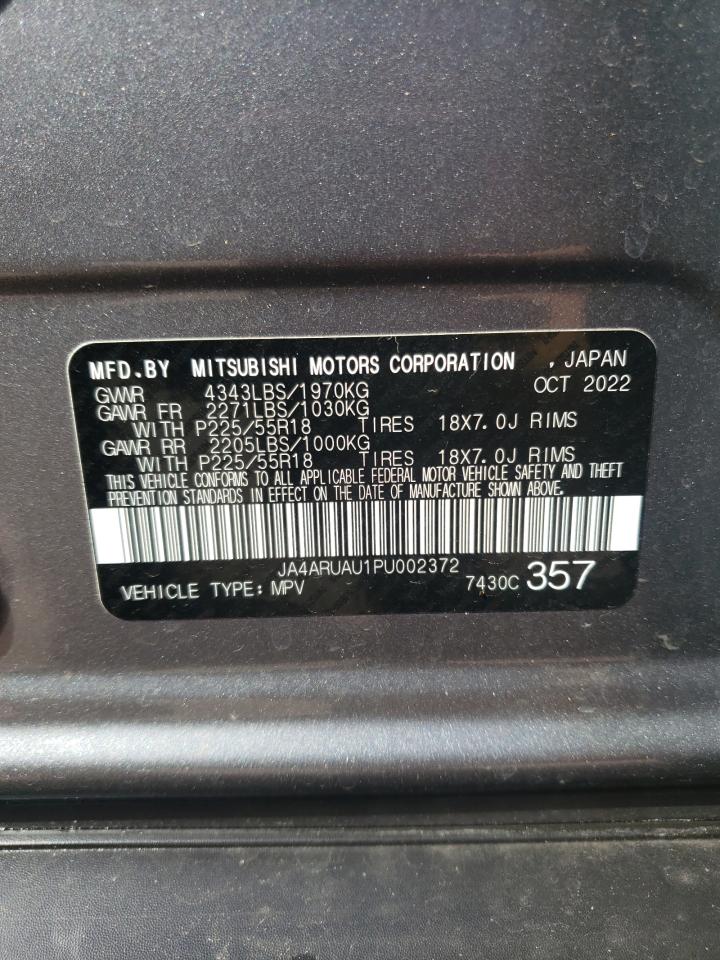 MFD.BY MITSUBISHI MOTORS CORPORATION , JAPAN
GVWR 4343LBS/1970KG OCT 2022
GAWR FR 2271LBS/1030KG
WITH P225/55R18 TIRES 18X7.0J RIMS
GAWR RR 2205LBS/1000KG
WITH P225/55R18 TIRES 18X7.0J RIMS
THIS VEHICLE CONFORMS TO ALL APPLICABLE FEDERAL MOTOR VEHICLE SAFETY AND THEFT
PREVENTION STANDARDS IN EFFECT ON THE DATE OF MANUFACTURE SHOWN ABOVE.
JA4ARUAU1PU002372
VEHICLE TYPE: MPV 7430C 357